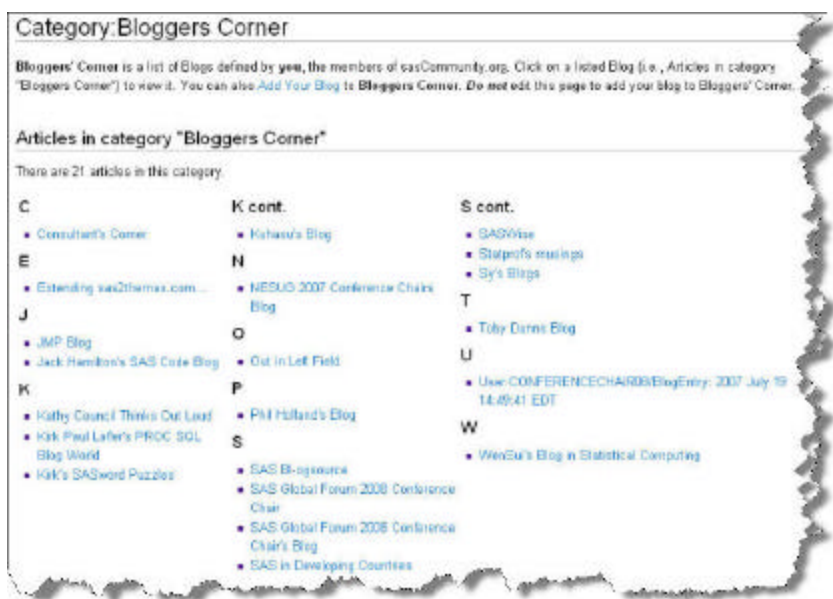 Category:Bloggers Corner
Bloggers' Corner is a list of Blogs defined by you, the members of sasCommunity.org. Click on a listed Blog (i.e., Articles in category
"Bloggers Corner") to view it. You can also Add Your Blog to Bloggers Corner. Do not edit this page to add your blog to Bloggers' Corner.
Articles in category "Bloggers Corner"
There are 21 articles in this category.
C
Consultant's Corner
E
Extending sas2themax.com...
J
JMP Blog
Jack Hamilton's SAS Code Blog
K
Kathy Council Thinks Out Loud
Kirk Paul Lafler's PROC SQL
Blog World
Kirk's SASword Puzzles
K cont.
Blog
N
NESUG 2007 Conference Chairs
Blog
O
Out in Left Field
P
Phil Holland's Blog
S
SAS Bl-ogsource
SAS Global Forum 2008 Conference
Chair
SAS Global Forum 2008 Conference
Chair's Blog
SAS in Developing Countries
S cont.
SASWise
Statprof's musings
Sy's Blogs
T
Toby Dunns Blog
U
User:CONFERENCECHAIR08/BlogEntry: 2007 July 19
14:49:41 EDT
W
WenSui's Blog in Statistical Computing